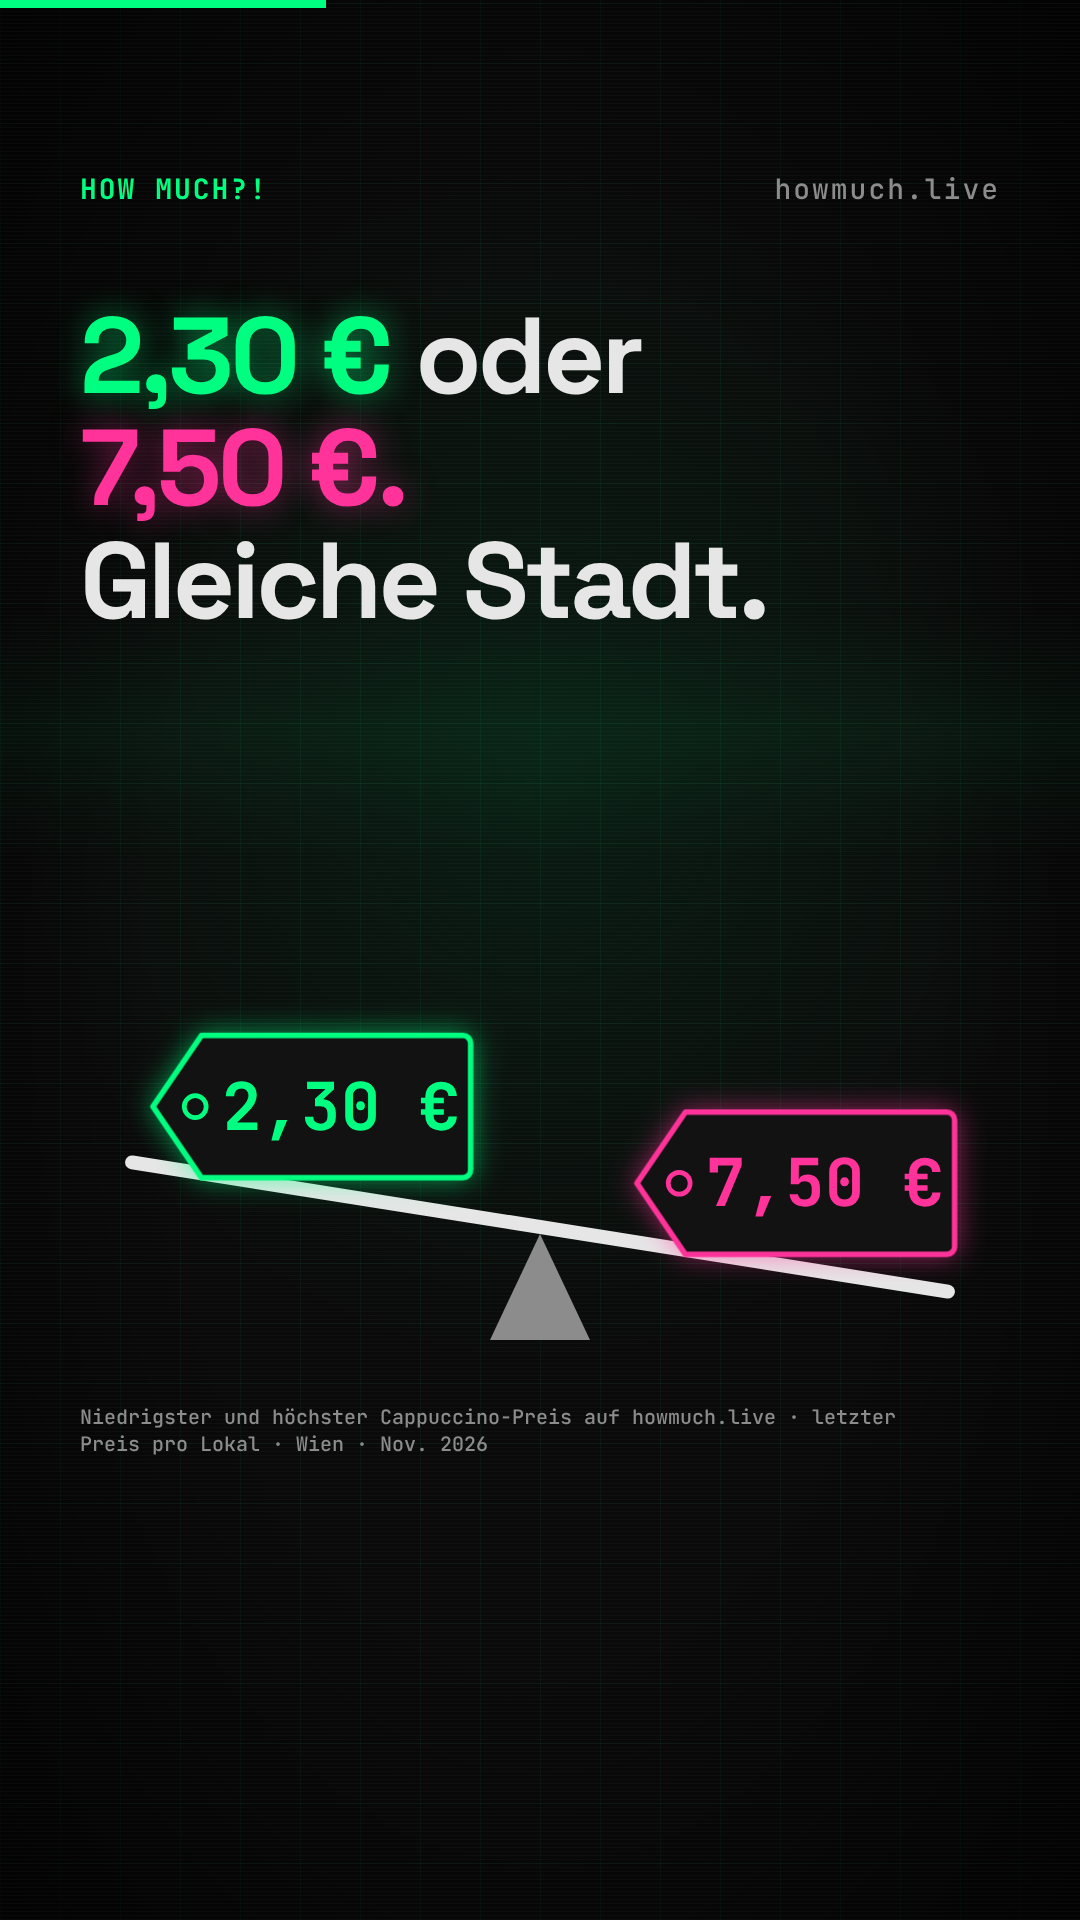 HOW MUCH?!
howmuch.live
2,30 € oder
7,50 €.
Gleiche Stadt.
2,30 €
7,50 €
Niedrigster und höchster Cappuccino-Preis auf howmuch.live · letzter
Preis pro Lokal · Wien · Nov. 2026